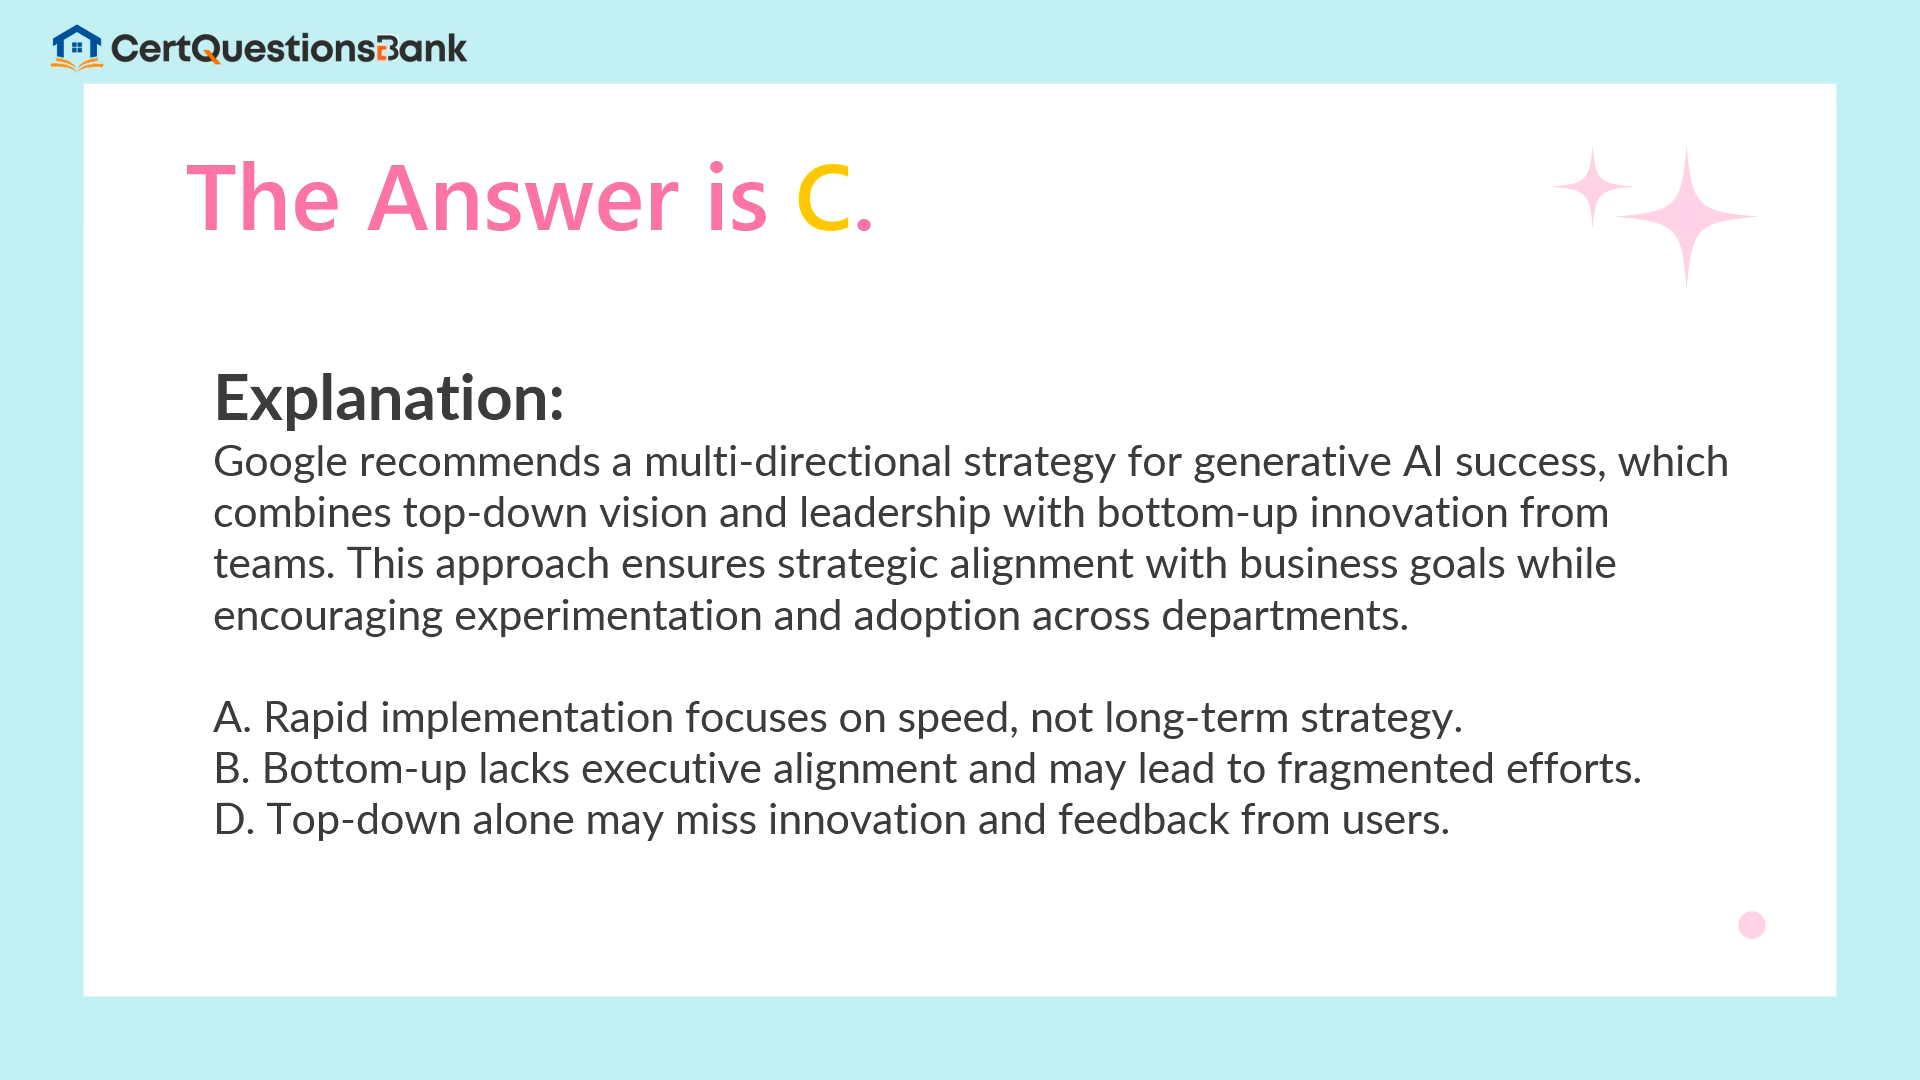 CertQuestionsBank
The Answer is C.
Explanation:
Google recommends a multi-directional strategy for generative AI success, which
combines top-down vision and leadership with bottom-up innovation from
teams. This approach ensures strategic alignment with business goals while
encouraging experimentation and adoption across departments.
A. Rapid implementation focuses on speed, not long-term strategy.
B. Bottom-up lacks executive alignment and may lead to fragmented efforts.
D. Top-down alone may miss innovation and feedback from users.